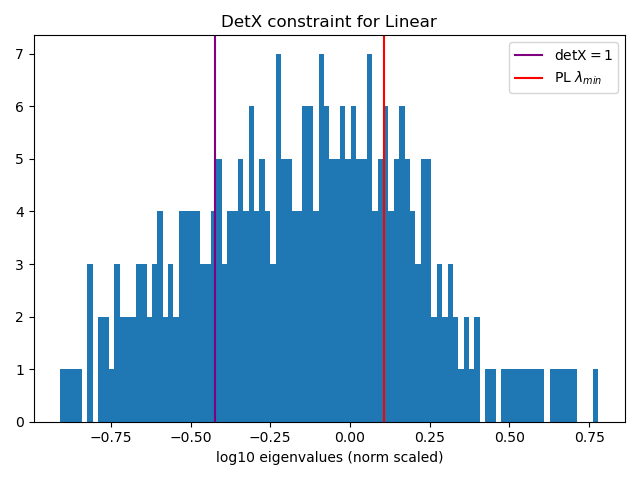 DetX constraint for Linear
detX = 1
PL λmin
7
6
5
4
3
2
1
0
−0.75 −0.50 −0.25 0.00 0.25 0.50 0.75
log10 eigenvalues (norm scaled)